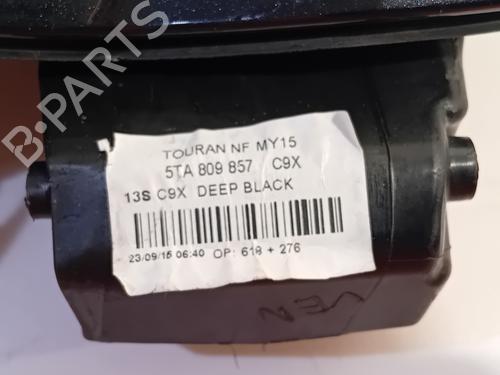 B-PARTS
TOURAN NF MY15
5TA 809 857 C9X
13S C9X DEEP BLACK
23/09/15 06:40 OP: 618 + 276
VEN